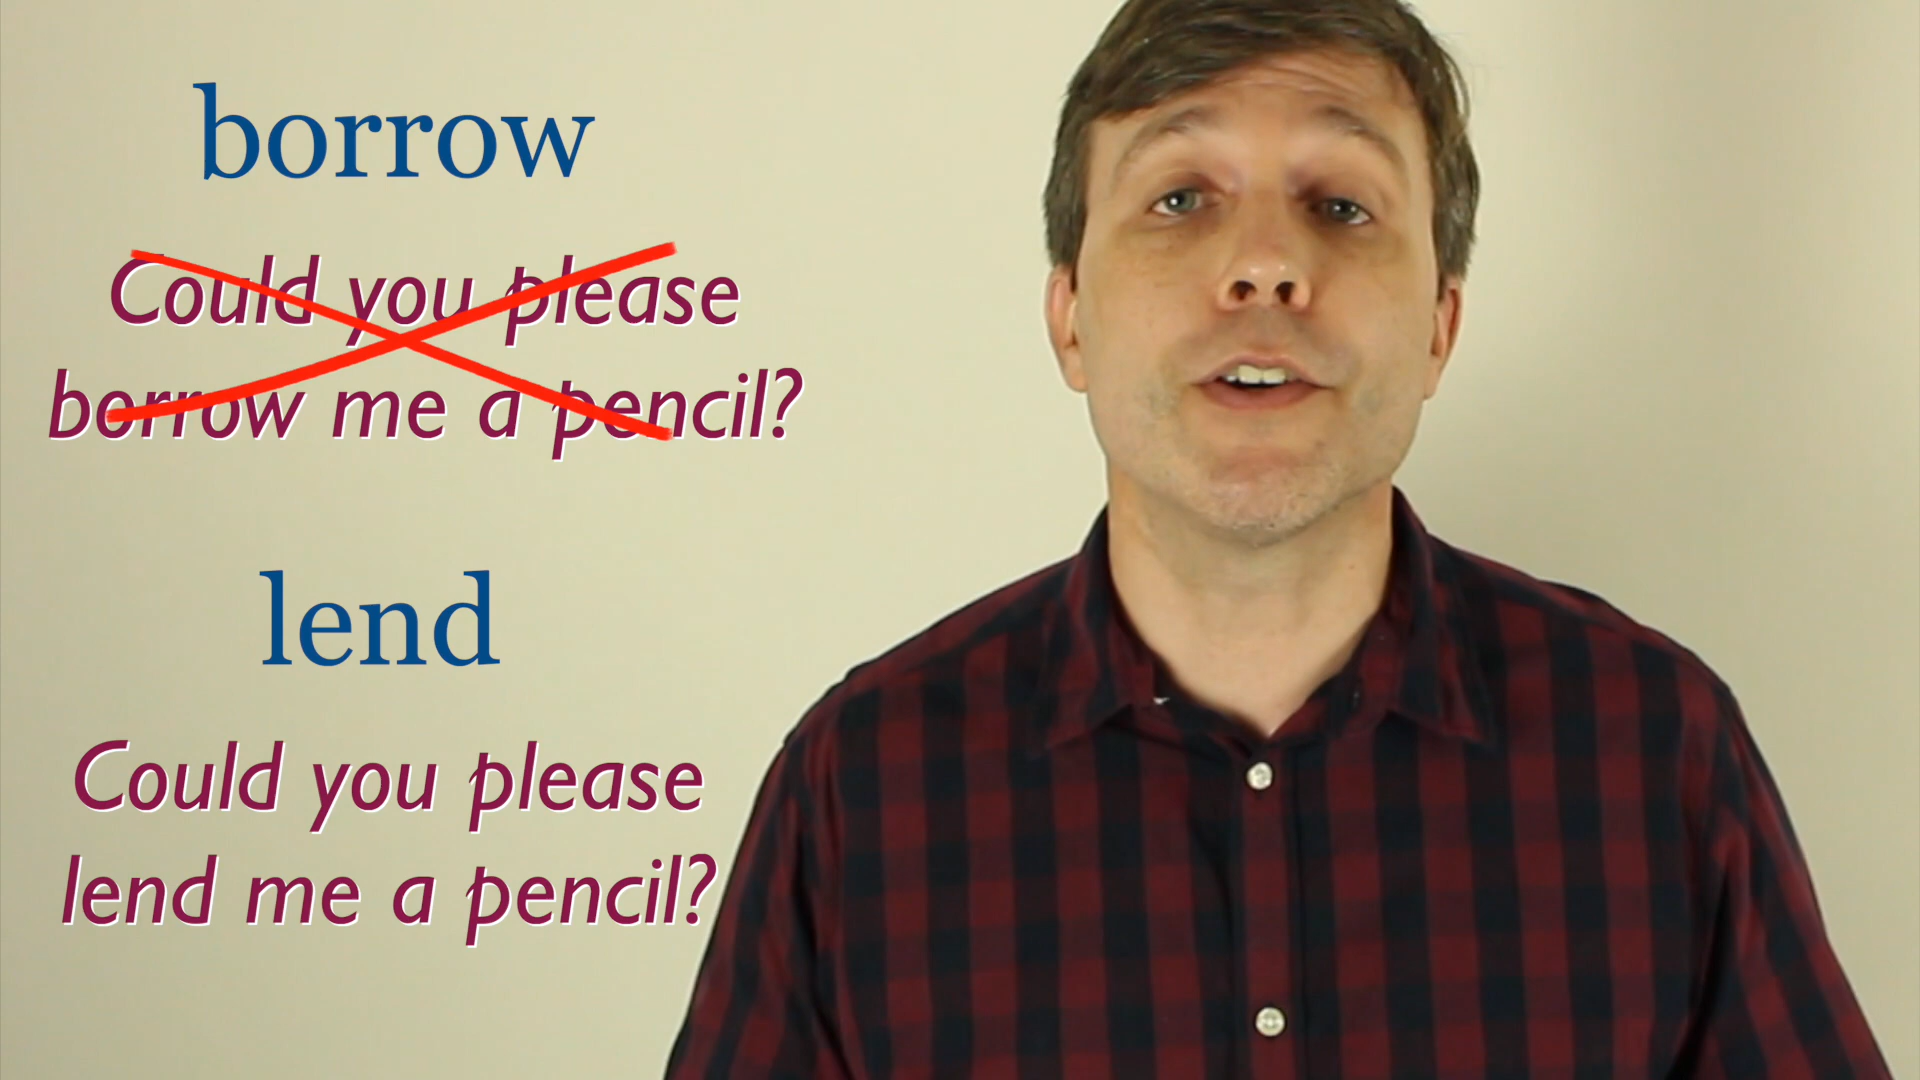 borrow
Could you please
borrow me a pencil?
lend
Could you please
lend me a pencil?